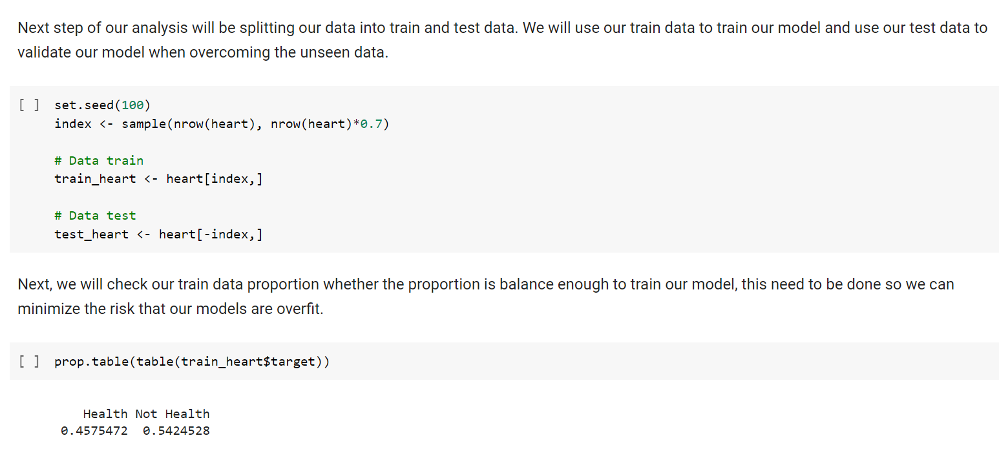 Next step of our analysis will be splitting our data into train and test data. We will use our train data to train our model and use our test data to
validate our model when overcoming the unseen data.
[ ] set.seed(100)
index <- sample(nrow(heart), nrow(heart)*0.7)
# Data train
train_heart <- heart[index,]
# Data test
test_heart <- heart[-index,]
Next, we will check our train data proportion whether the proportion is balance enough to train our model, this need to be done so we can
minimize the risk that our models are overfit.
[ ] prop.table(table(train_heart$target))
Health Not Health
0.4575472 0.5424528